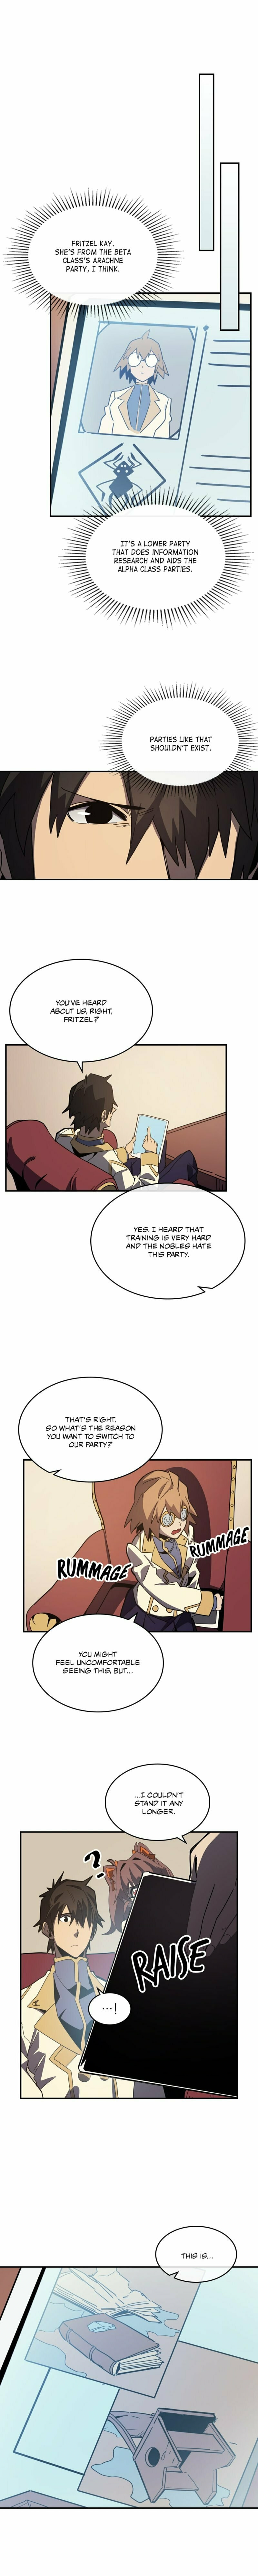 FRITZEL KAY.
SHE'S FROM THE BETA
CLASS'S ARACHNE
PARTY, I THINK.
IT'S A LOWER PARTY
THAT DOES INFORMATION
RESEARCH AND AIDS THE
ALPHA CLASS PARTIES.
PARTIES LIKE THAT
SHOULDN'T EXIST.
YOU'VE HEARD
ABOUT US, RIGHT,
FRITZEL?
YES. I HEARD THAT
TRAINING IS VERY HARD
AND THE NOBLES HATE
THIS PARTY.
THAT'S RIGHT.
SO WHAT'S THE REASON
YOU WANT TO SWITCH TO
OUR PARTY?
RUMMAGE
RUMMAGE
YOU MIGHT
FEEL UNCOMFORTABLE
SEEING THIS, BUT...
...I COULDN'T
STAND IT ANY
LONGER.
?
RAISE
...!
THIS IS...